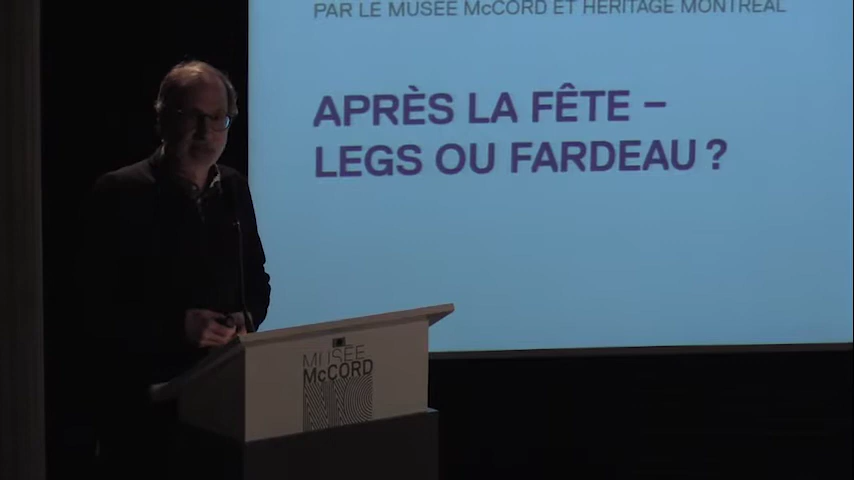 PAR LE MUSÉE McCORD ET HÉRITAGE MONTRÉAL
APRÈS LA FÊTE –
LEGS OU FARDEAU ?
MUSÉE
McCORD